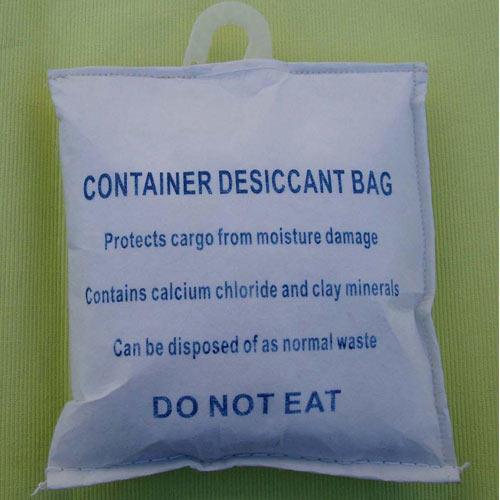 CONTAINER DESICCANT BAG
Protects cargo from moisture damage
Contains calcium chloride and clay minerals
Can be disposed of as normal waste
DO NOT EAT